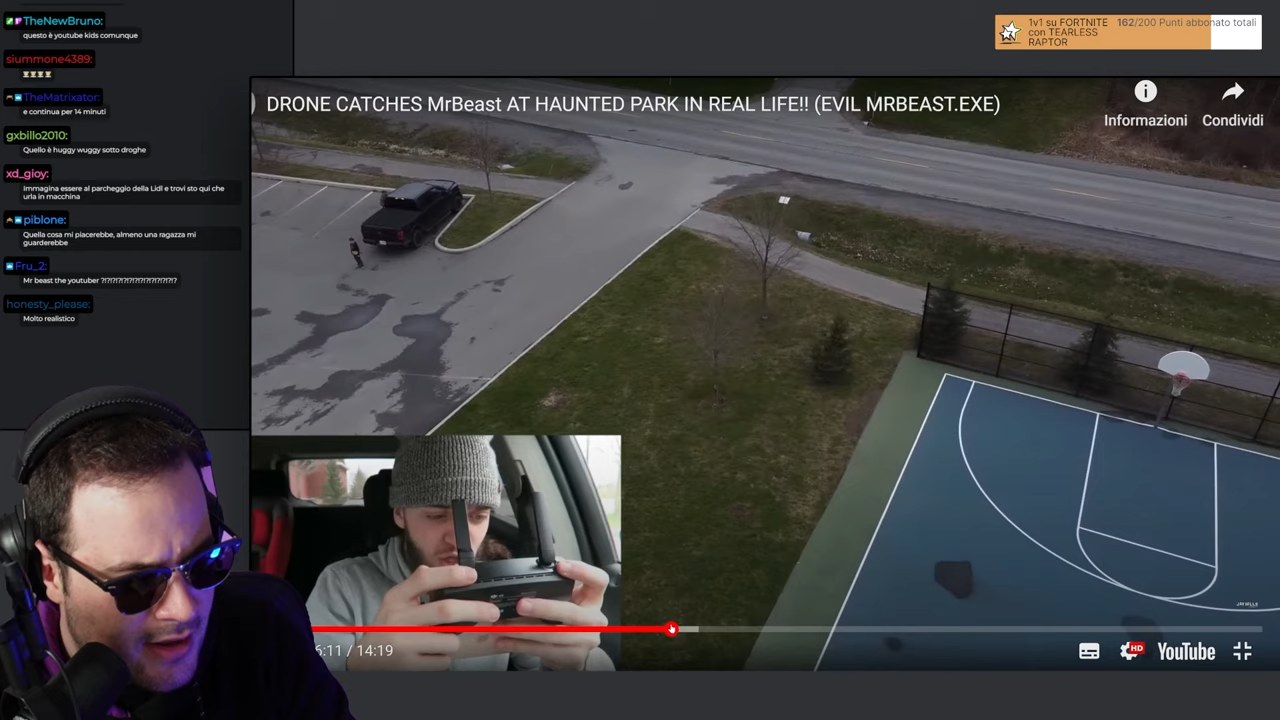 TheNewBruno:
questo è youtube kids comunque
siummone4389:
TheMatrixator:
e continua per 14 minuti
gxbillo2010:
Quello è huggy wuggy sotto droghe
xd_gioy:
Immagina essere al parcheggio della Lidl e trovi sto qui che
urla in macchina
piblone:
Quella cosa mi piacerebbe, almeno una ragazza mi
guarderebbe
Fru_2:
Mr beast the youtuber ?!?!?!?!?!?!?!?!?!?!?!?!?
honesty_please:
Molto realistico
1v1 su FORTNITE
con TEARLESS
RAPTOR
162/200 Punti abbonato totali
DRONE CATCHES MrBeast AT HAUNTED PARK IN REAL LIFE!! (EVIL MRBEAST.EXE)
Informazioni
Condividi
6:11 / 14:19
HD
YouTube